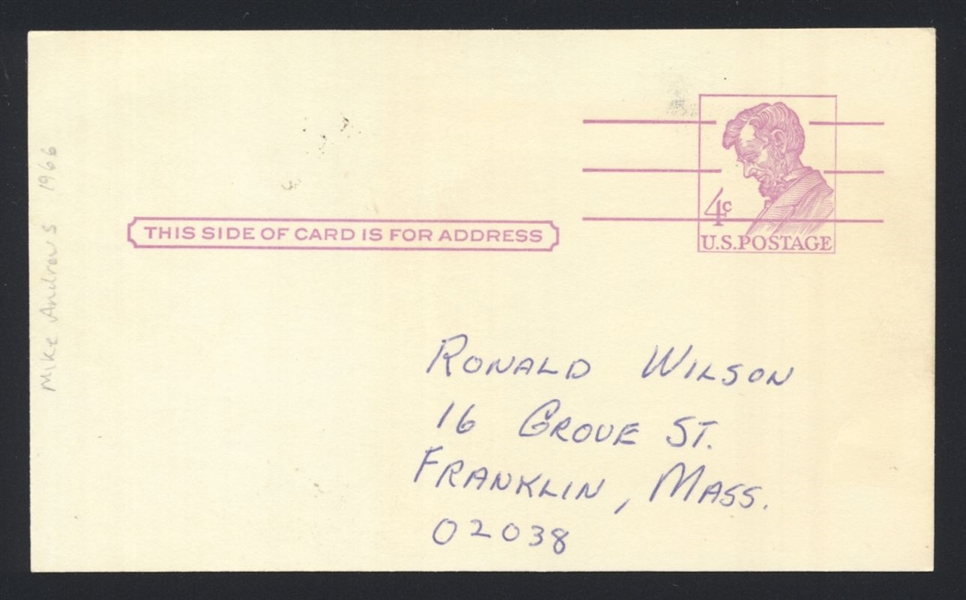 4¢
U.S.POSTAGE
THIS SIDE OF CARD IS FOR ADDRESS
Mike Andrews 1966
RONALD WILSON
16 GROVE ST.
FRANKLIN, MASS.
02038